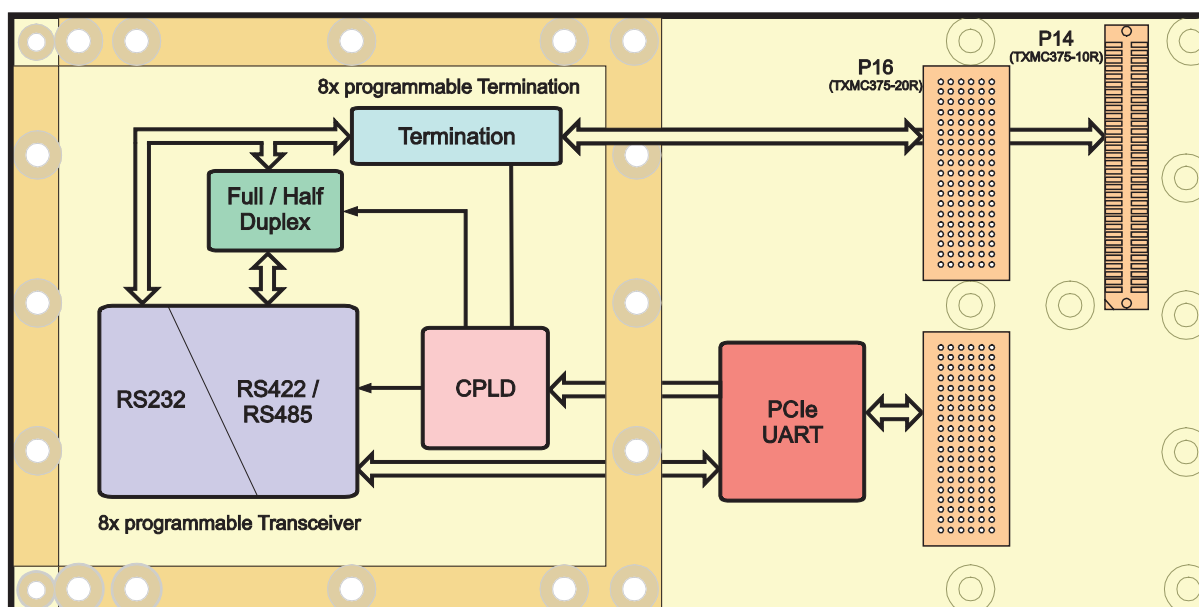 P14
(TXMC375-10R)
P16
(TXMC375-20R)
8x programmable Termination
Termination
Full / Half
Duplex
RS232
RS422 /
RS485
CPLD
PCIe
UART
8x programmable Transceiver